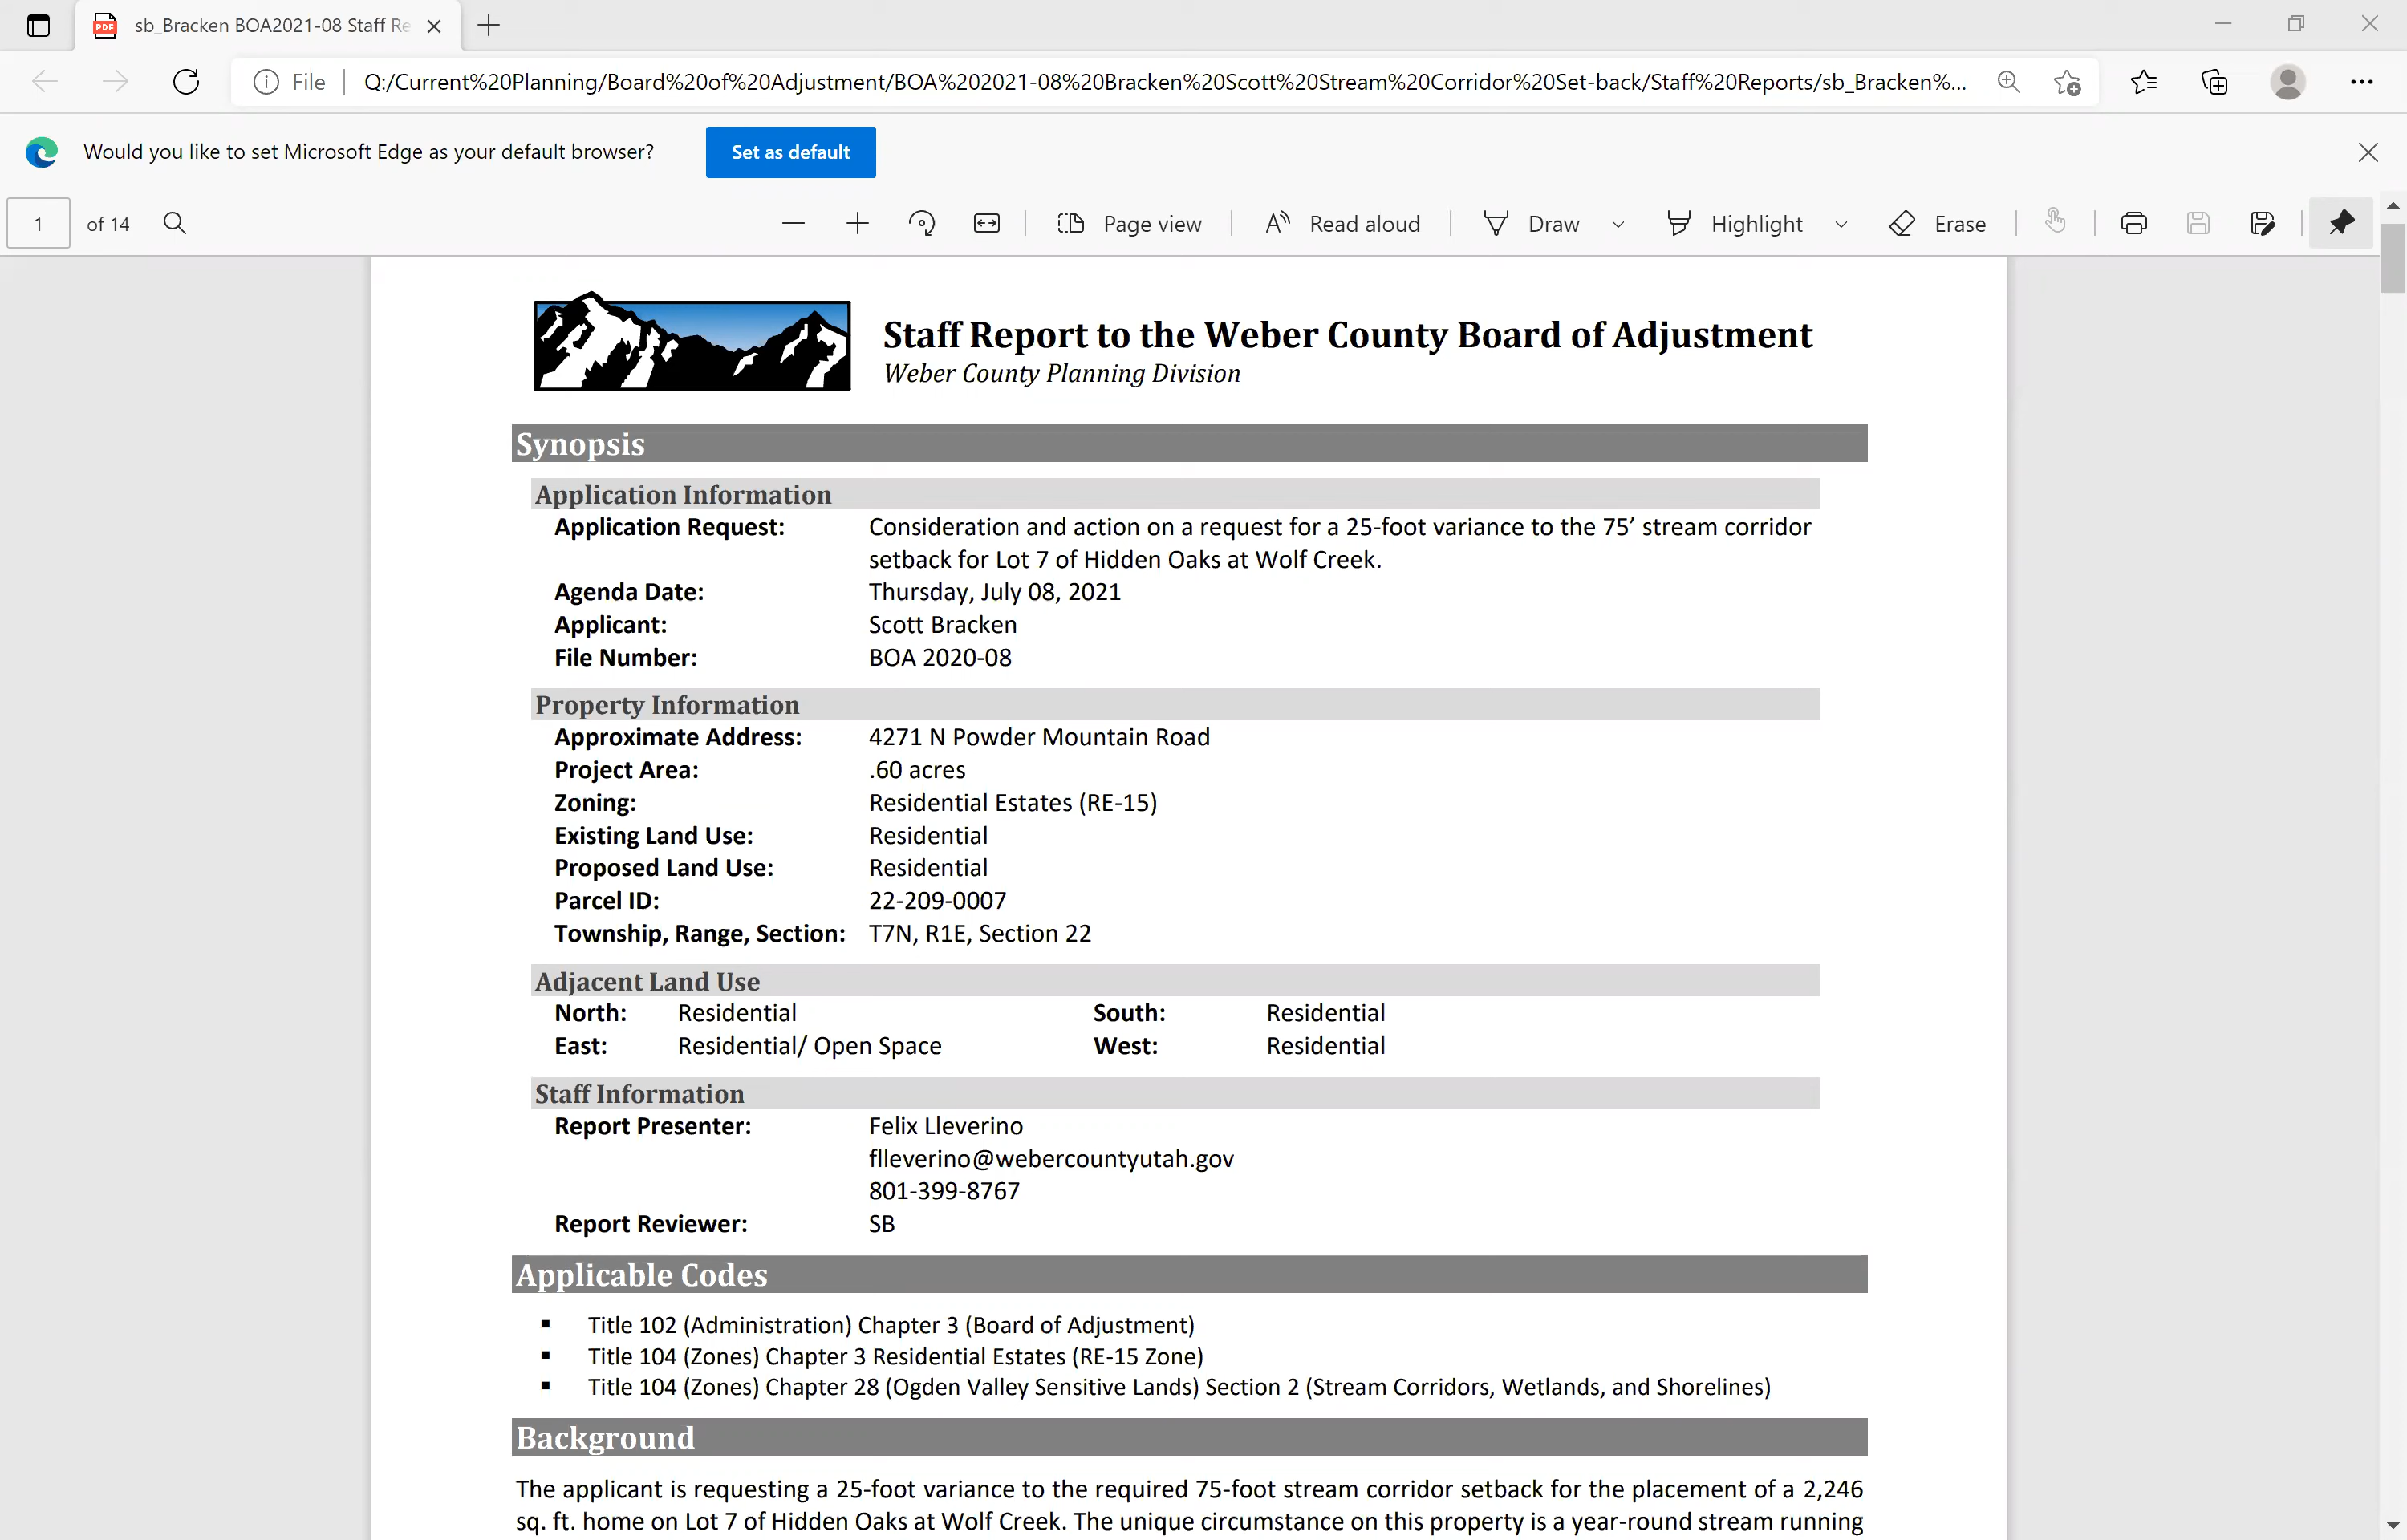 sb_Bracken BOA2021-08 Staff Re
File
Q:/Current%20Planning/Board%20of%20Adjustment/BOA%202021-08%20Bracken%20Scott%20Stream%20Corridor%20Set-back/Staff%20Reports/sb_Bracken%...
Would you like to set Microsoft Edge as your default browser?
Set as default
1 of 14
Page view
Read aloud
Draw
Highlight
Erase
Staff Report to the Weber County Board of Adjustment
Weber County Planning Division
Synopsis
Application Information
Application Request: Consideration and action on a request for a 25-foot variance to the 75’ stream corridor
setback for Lot 7 of Hidden Oaks at Wolf Creek.
Agenda Date: Thursday, July 08, 2021
Applicant: Scott Bracken
File Number: BOA 2020-08
Property Information
Approximate Address: 4271 N Powder Mountain Road
Project Area: .60 acres
Zoning: Residential Estates (RE-15)
Existing Land Use: Residential
Proposed Land Use: Residential
Parcel ID: 22-209-0007
Township, Range, Section: T7N, R1E, Section 22
Adjacent Land Use
North: Residential South: Residential
East: Residential/ Open Space West: Residential
Staff Information
Report Presenter: Felix Lleverino
flleverino@webercountyutah.gov
801-399-8767
Report Reviewer: SB
Applicable Codes
▪ Title 102 (Administration) Chapter 3 (Board of Adjustment)
▪ Title 104 (Zones) Chapter 3 Residential Estates (RE-15 Zone)
▪ Title 104 (Zones) Chapter 28 (Ogden Valley Sensitive Lands) Section 2 (Stream Corridors, Wetlands, and Shorelines)
Background
The applicant is requesting a 25-foot variance to the required 75-foot stream corridor setback for the placement of a 2,246
sq. ft. home on Lot 7 of Hidden Oaks at Wolf Creek. The unique circumstance on this property is a year-round stream running